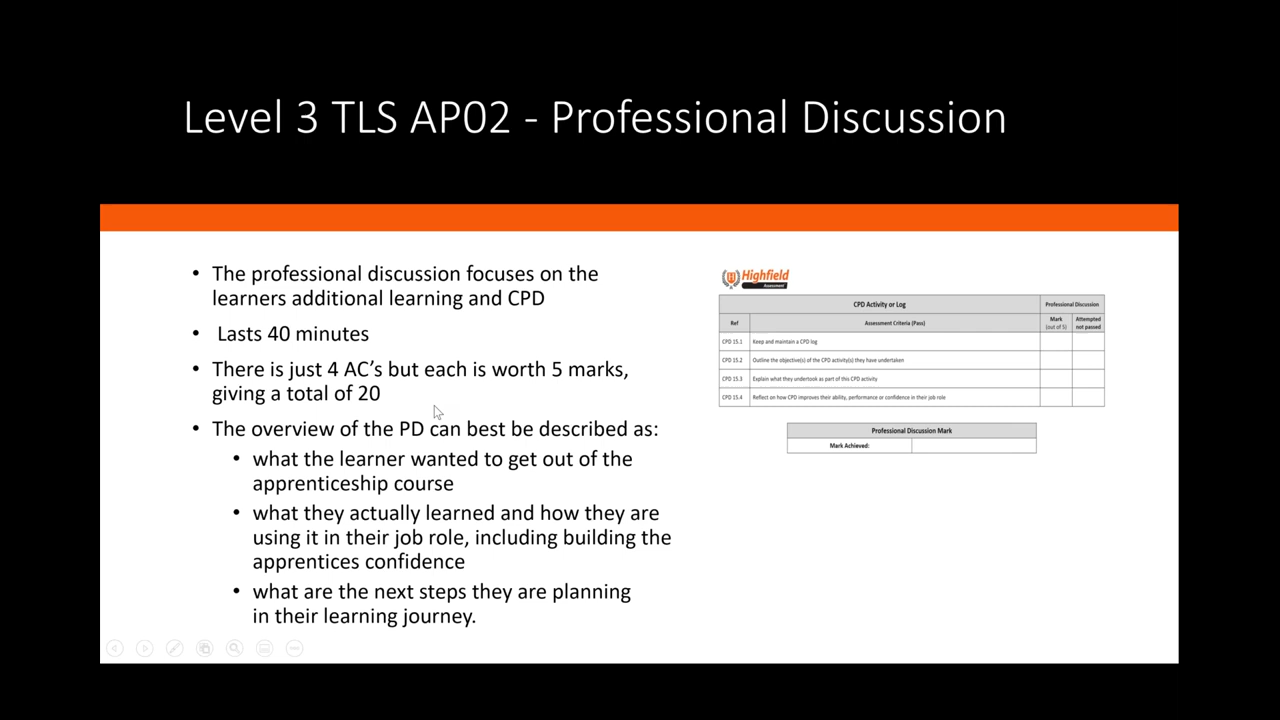 Level 3 TLS AP02 - Professional Discussion
• The professional discussion focuses on the
learners additional learning and CPD
• Lasts 40 minutes
• There is just 4 AC’s but each is worth 5 marks,
giving a total of 20
• The overview of the PD can best be described as:
• what the learner wanted to get out of the
apprenticeship course
• what they actually learned and how they are
using it in their job role, including building the
apprentices confidence
• what are the next steps they are planning
in their learning journey.
Highfield
Assessment
CPD Activity or Log Professional Discussion
Ref Assessment Criteria (Pass) Mark (out of 5) Attempted not passed
CPD 15.1 Keep and maintain a CPD log
CPD 15.2 Outline the objective(s) of the CPD activity(s) they have undertaken
CPD 15.3 Explain what they undertook as part of this CPD activity
CPD 15.4 Reflect on how CPD improves their ability, performance or confidence in their job role
Professional Discussion Mark
Mark Achieved: